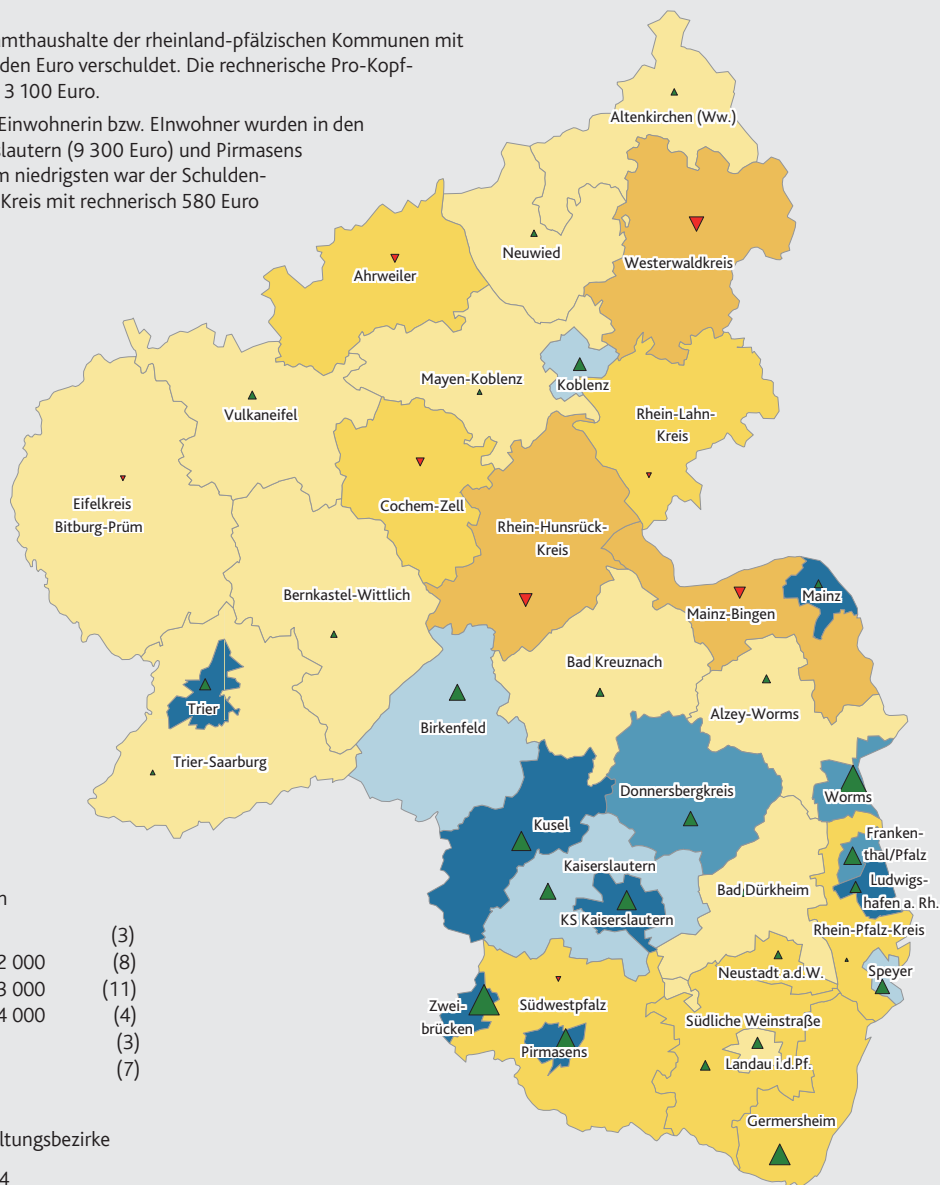 amthaushalte der rheinland-pfälzischen Kommunen mit
den Euro verschuldet. Die rechnerische Pro-Kopf-
3 100 Euro.
Einwohnerin bzw. EInwohner wurden in den
slautern (9 300 Euro) und Pirmasens
m niedrigsten war der Schulden-
Kreis mit rechnerisch 580 Euro
Altenkirchen (Ww.)
Neuwied
Westerwaldkreis
Ahrweiler
Mayen-Koblenz
Koblenz
Vulkaneifel
Rhein-Lahn-
Kreis
Eifelkreis
Bitburg-Prüm
Cochem-Zell
Rhein-Hunsrück-
Kreis
Bernkastel-Wittlich
Mainz
Mainz-Bingen
Bad Kreuznach
Trier
Alzey-Worms
Birkenfeld
Trier-Saarburg
Donnersbergkreis
Worms
Kusel
Franken-
thal/Pfalz
Kaiserslautern
Ludwigs-
hafen a. Rh.
Bad Dürkheim
KS Kaiserslautern
Rhein-Pfalz-Kreis
Neustadt a.d.W.
Speyer
Zwei-
brücken
Südwestpfalz
Südliche Weinstraße
Pirmasens
Landau i.d.Pf.
Germersheim
n
(3)
2 000 (8)
3 000 (11)
4 000 (4)
(3)
(7)
ltungsbezirke
4